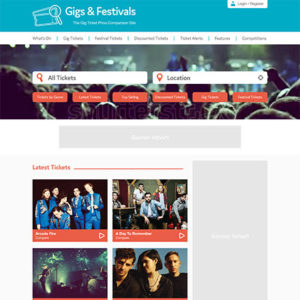 Login / Register
Gigs & Festivals
The Gig Ticket Price Comparison Site
What's On
Gig Tickets
Festival Tickets
Discounted Tickets
Ticket Alerts
Features
Competitions
All Tickets
Location
Tickets by Genre
Latest Tickets
Top Selling
Discounted Tickets
Gig Tickets
Festival Tickets
shutterstock
Banner Advert
Latest Tickets
Arcade Fire
Compare
A Day To Remember
Compare
Banner Advert